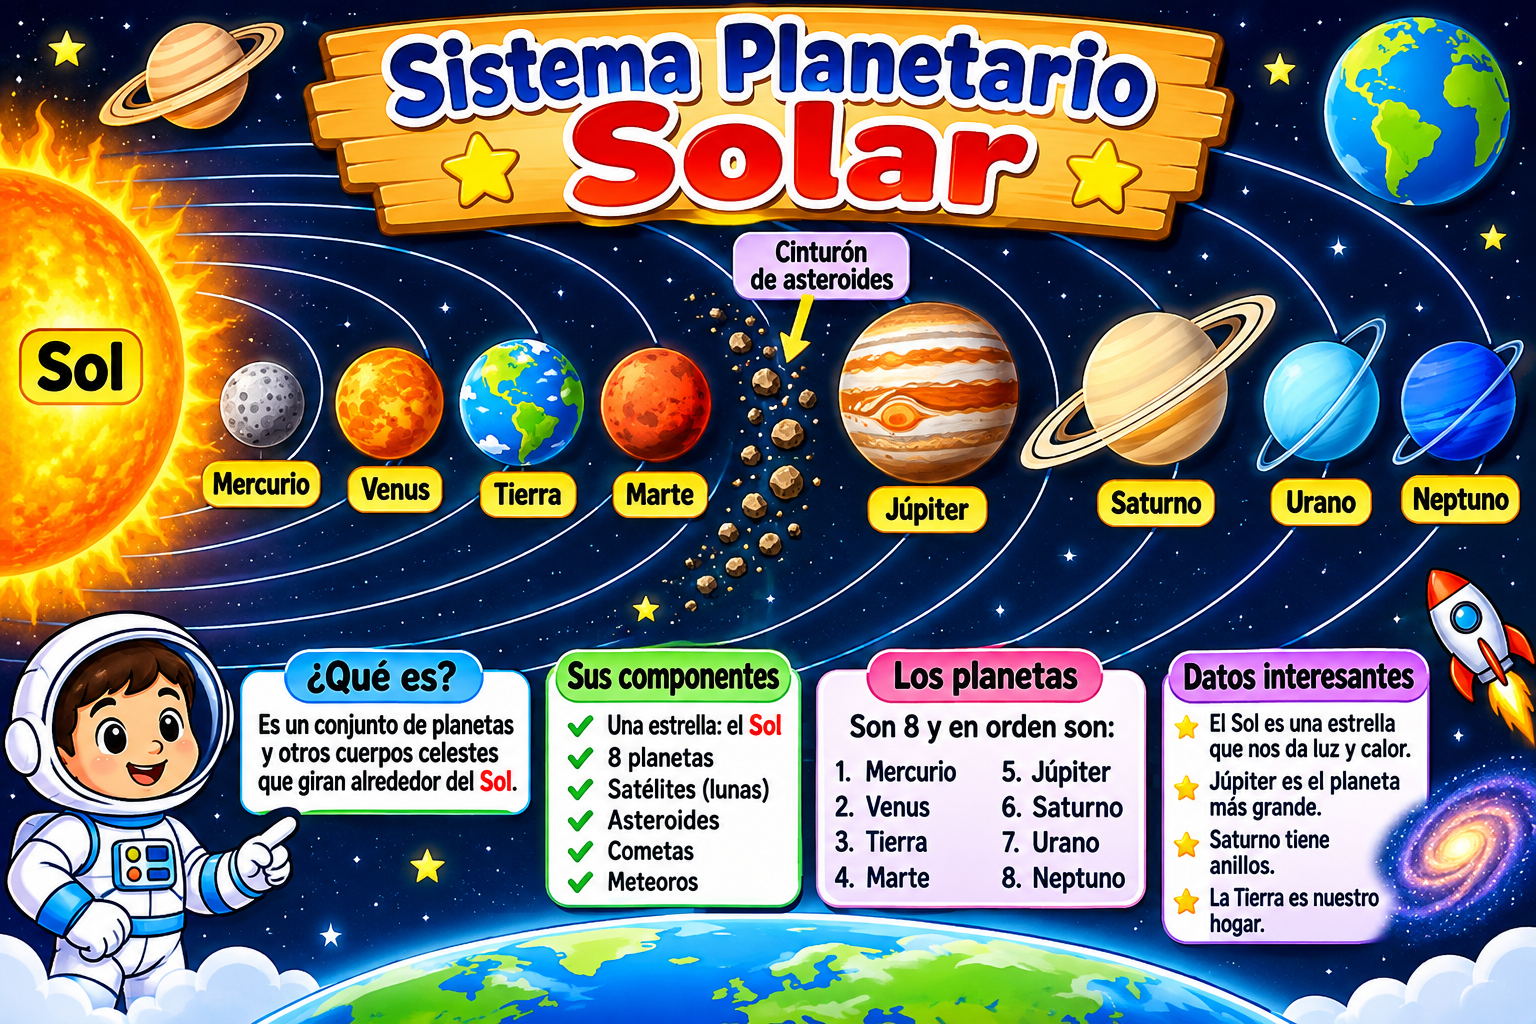 Sistema Planetario
Solar
Cinturón
de asteroides
Sol
Mercurio
Venus
Tierra
Marte
Júpiter
Saturno
Urano
Neptuno
¿Qué es?
Es un conjunto de planetas
y otros cuerpos celestes
que giran alrededor del Sol.
Sus componentes
Una estrella: el Sol
8 planetas
Satélites (lunas)
Asteroides
Cometas
Meteoros
Los planetas
Son 8 y en orden son:
1. Mercurio
2. Venus
3. Tierra
4. Marte
5. Júpiter
6. Saturno
7. Urano
8. Neptuno
Datos interesantes
El Sol es una estrella
que nos da luz y calor.
Júpiter es el planeta
más grande.
Saturno tiene
anillos.
La Tierra es nuestro
hogar.